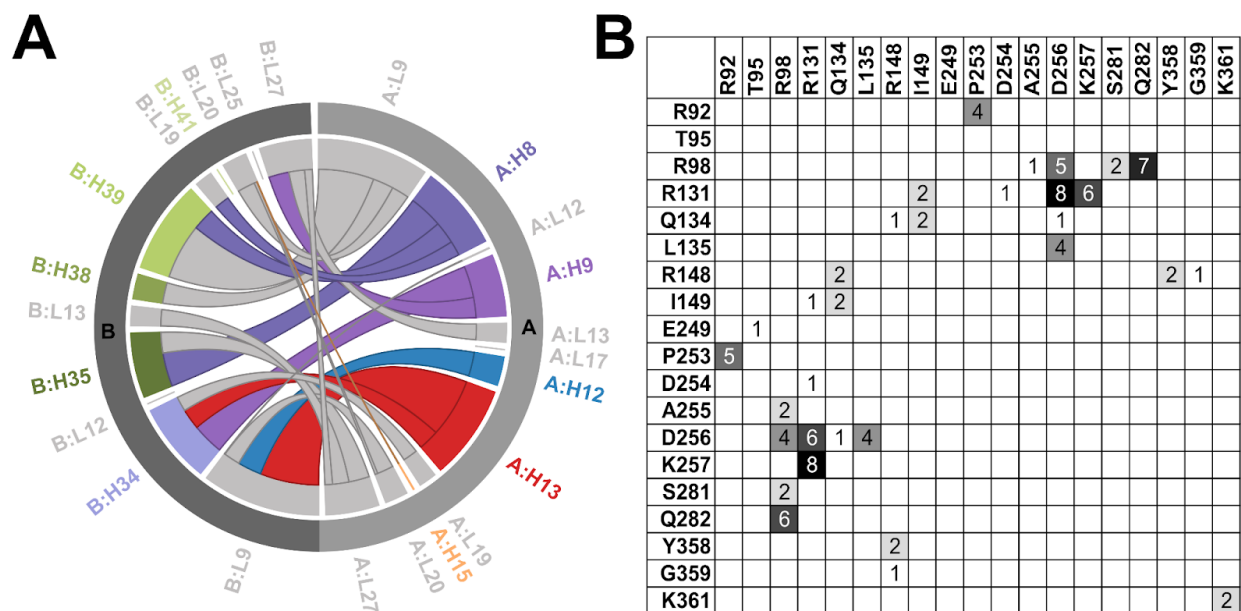 A
B:L19
B:H41
B:L20
B:L25
B:L27
A:L9
B:H39
A:H8
B:H38
A:L12
B:L13
A:H9
B
A
A:L13
A:L17
B:H35
A:H12
B:L12
B:H34
A:H13
B:L9
A:L27
A:L20
A:H15
A:L19
B
R92 T95 R98 R131 Q134 L135 R148 I149 E249 P253 D254 A255 D256 K257 S281 Q282 Y358 G359 K361
R92 4
T95
R98 1 5 2 7
R131 2 1 8 6
Q134 1 2 1
L135 4
R148 2 2 1
I149 1 2
E249 1
P253 5
D254 1
A255 2
D256 4 6 1 4
K257 8
S281 2
Q282 6
Y358 2
G359 1
K361 2